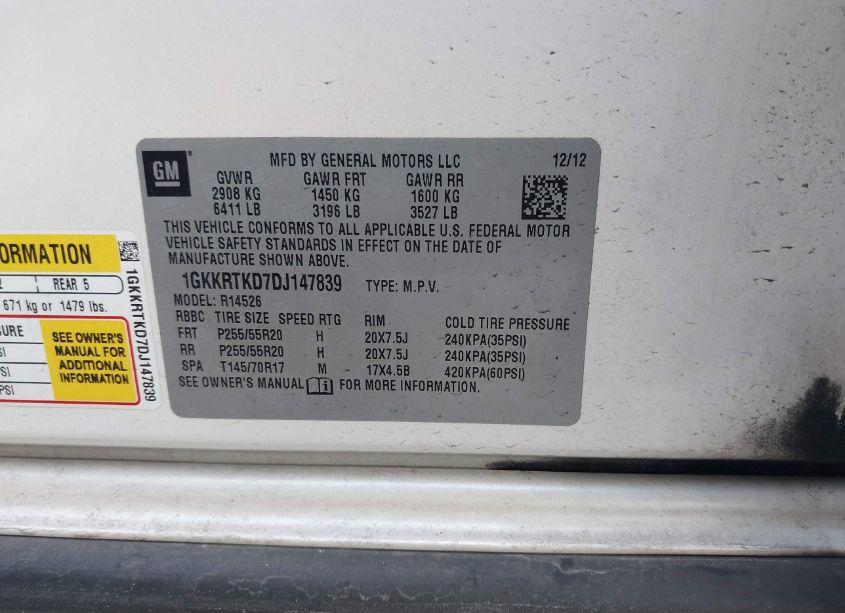 GM
MFD BY GENERAL MOTORS LLC 12/12
GVWR GAWR FRT GAWR RR
2908 KG 1450 KG 1600 KG
6411 LB 3196 LB 3527 LB
THIS VEHICLE CONFORMS TO ALL APPLICABLE U.S. FEDERAL MOTOR
VEHICLE SAFETY STANDARDS IN EFFECT ON THE DATE OF
MANUFACTURE SHOWN ABOVE.
1GKKRTKD7DJ147839 TYPE: M.P.V.
MODEL: R14526
RBBC TIRE SIZE SPEED RTG RIM COLD TIRE PRESSURE
FRT P255/55R20 H 20X7.5J 240KPA(35PSI)
RR P255/55R20 H 20X7.5J 240KPA(35PSI)
SPA T145/70R17 M 17X4.5B 420KPA(60PSI)
SEE OWNER'S MANUAL FOR MORE INFORMATION.
ORMATION
REAR 5
671 kg or 1479 lbs.
SURE
SEE OWNER'S
MANUAL FOR
ADDITIONAL
INFORMATION
PSI
1GKKRTKD7DJ147839